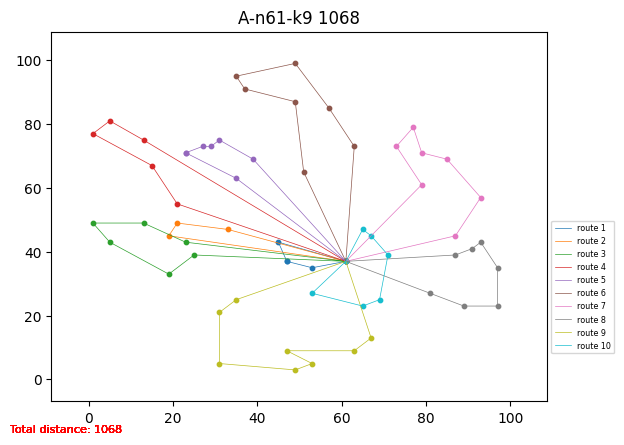 A-n61-k9 1068
100
80
60
40
20
0
0 20 40 60 80 100
route 1
route 2
route 3
route 4
route 5
route 6
route 7
route 8
route 9
route 10
Total distance: 1068